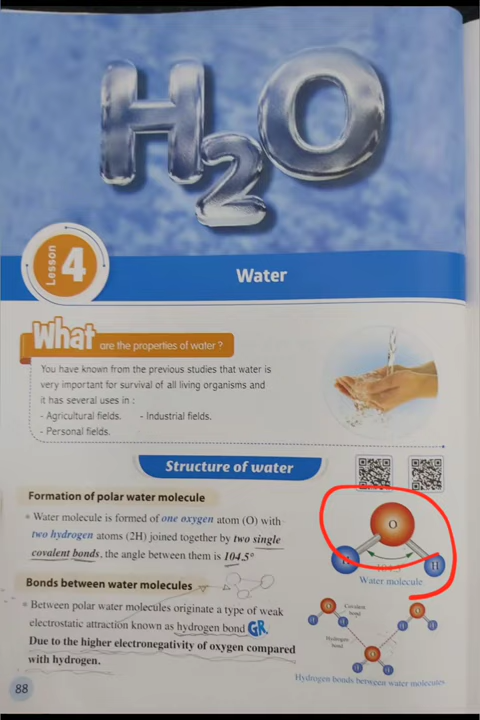 H2O
Lesson
4
Water
What are the properties of water ?
You have known from the previous studies that water is
very important for survival of all living organisms and
it has several uses in :
- Agricultural fields. - Industrial fields.
- Personal fields.
Structure of water
Formation of polar water molecule
• Water molecule is formed of one oxygen atom (O) with
two hydrogen atoms (2H) joined together by two single
covalent bonds, the angle between them is 104.5°
O
H
H
104.5°
Water molecule
Bonds between water molecules
• Between polar water molecules originate a type of weak
electrostatic attraction known as hydrogen bond GR
Due to the higher electronegativity of oxygen compared
with hydrogen.
Covalent
bond
Hydrogen
bond
O
H
H
O
H
H
O
H
H
Hydrogen bonds between water molecules
88